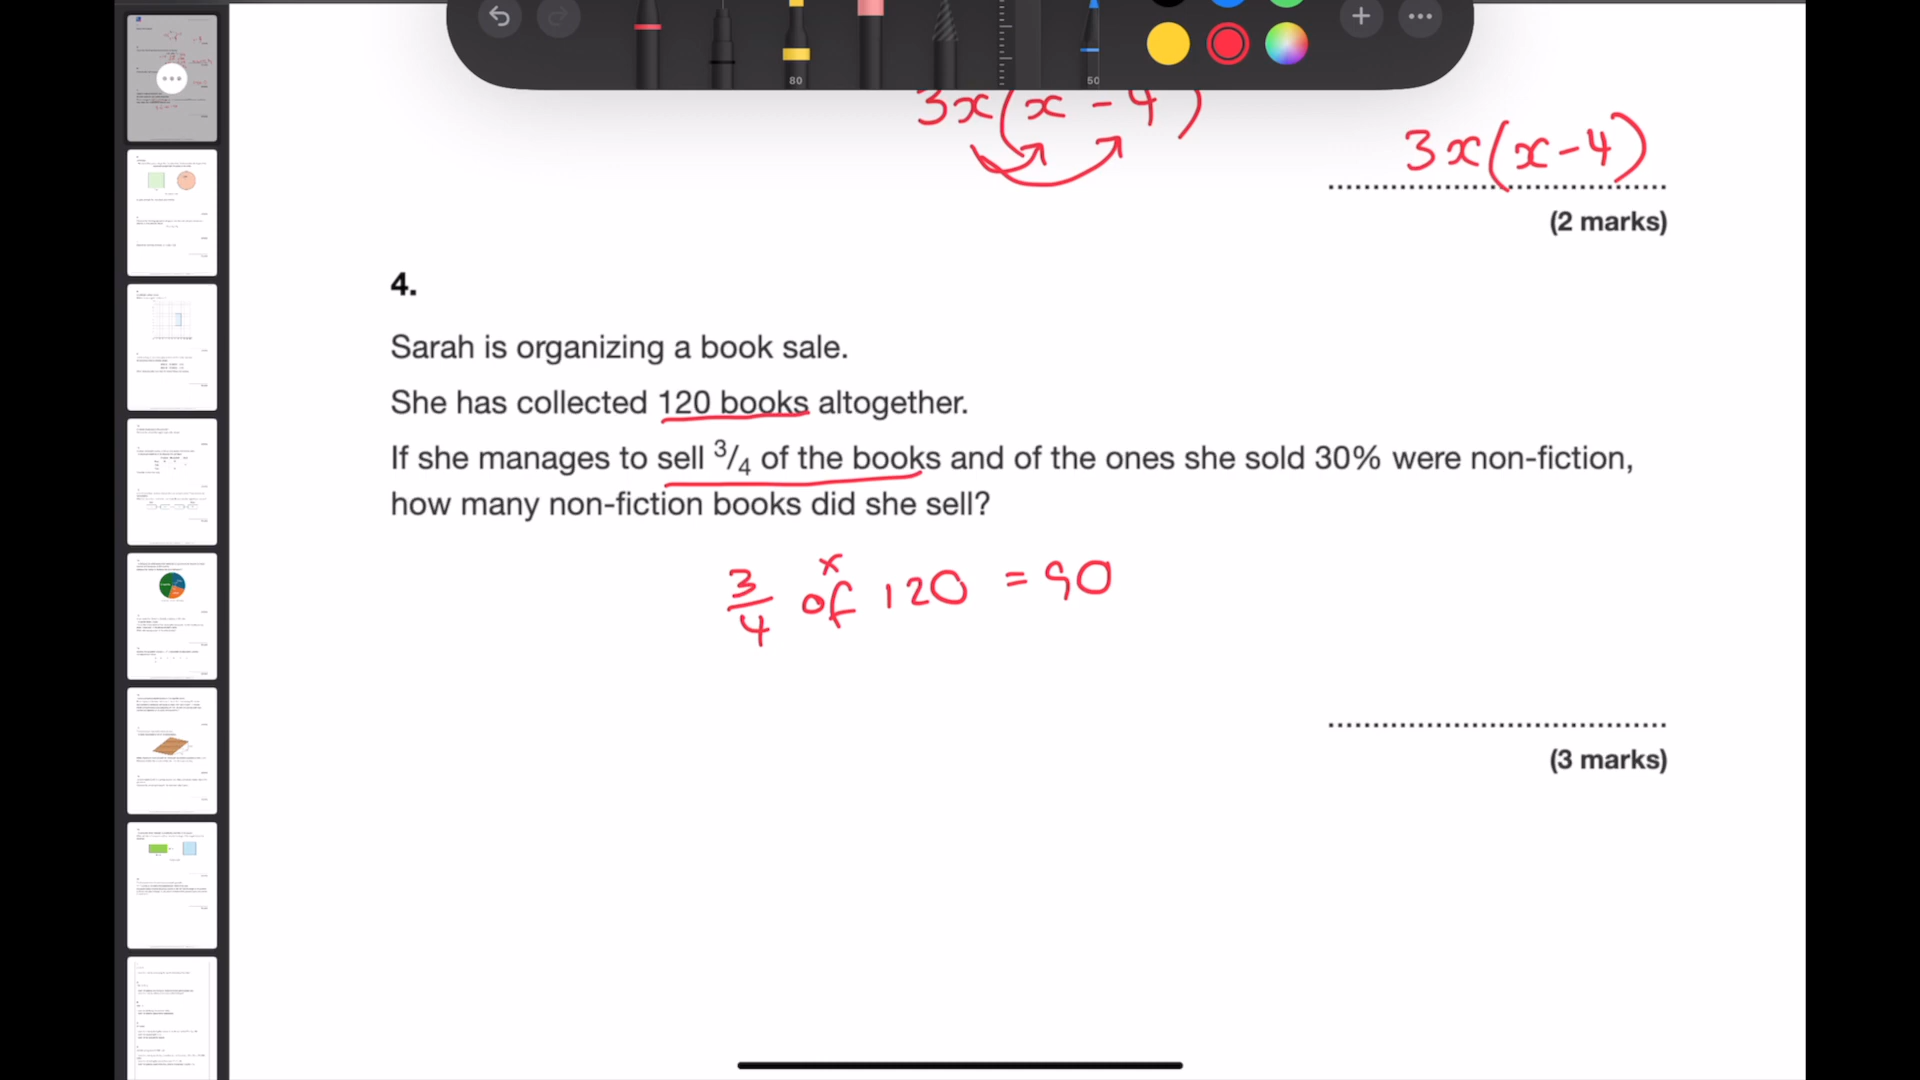 80
50
3x(x - 4)
3x(x-4)
(2 marks)
4.
Sarah is organizing a book sale.
She has collected 120 books altogether.
If she manages to sell 3/4 of the books and of the ones she sold 30% were non-fiction,
how many non-fiction books did she sell?
x
3/4 of 120 = 90
(3 marks)